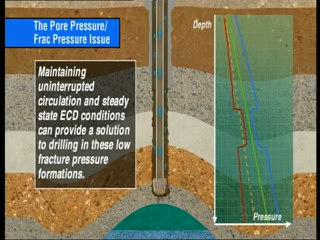 The Pore Pressure/
Frac Pressure Issue
Maintaining
uninterrupted
circulation and steady
state ECD conditions
can provide a solution
to drilling in these low
fracture pressure
formations.
Depth
Pressure